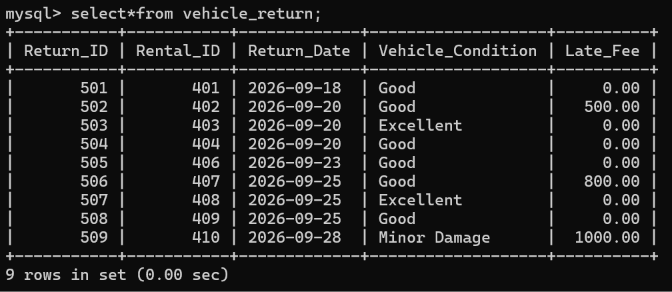 mysql> select*from vehicle_return;
+-----------+-----------+-------------+-------------------+----------+
| Return_ID | Rental_ID | Return_Date | Vehicle_Condition | Late_Fee |
+-----------+-----------+-------------+-------------------+----------+
|       501 |       401 | 2026-09-18  | Good              |     0.00 |
|       502 |       402 | 2026-09-20  | Good              |   500.00 |
|       503 |       403 | 2026-09-20  | Excellent         |     0.00 |
|       504 |       404 | 2026-09-20  | Good              |     0.00 |
|       505 |       406 | 2026-09-23  | Good              |     0.00 |
|       506 |       407 | 2026-09-25  | Good              |   800.00 |
|       507 |       408 | 2026-09-25  | Excellent         |     0.00 |
|       508 |       409 | 2026-09-25  | Good              |     0.00 |
|       509 |       410 | 2026-09-28  | Minor Damage      |  1000.00 |
+-----------+-----------+-------------+-------------------+----------+
9 rows in set (0.00 sec)